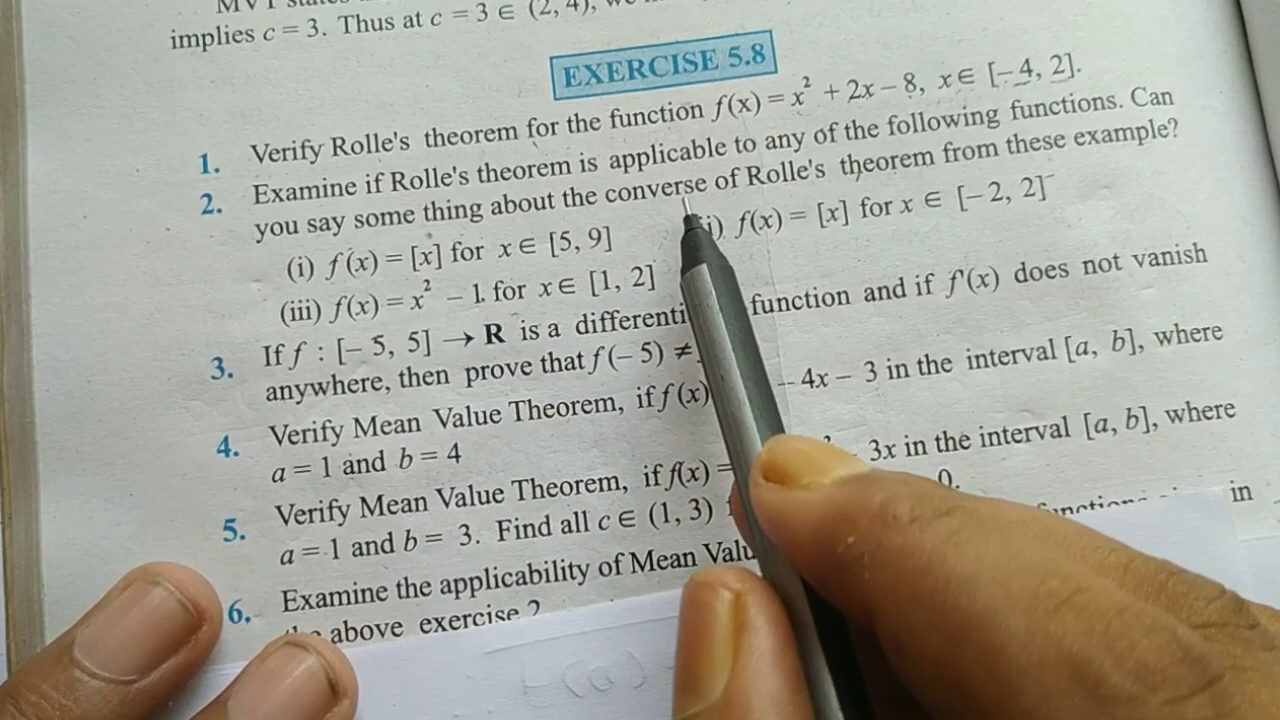 implies c = 3. Thus at c = 3 ∈ (2, 4),
EXERCISE 5.8
1. Verify Rolle's theorem for the function f(x) = x² + 2x – 8, x ∈ [– 4, 2].
2. Examine if Rolle's theorem is applicable to any of the following functions. Can
you say some thing about the converse of Rolle's theorem from these example?
(i) f(x) = [x] for x ∈ [5, 9] i) f(x) = [x] for x ∈ [– 2, 2]
(iii) f(x) = x² – 1 for x ∈ [1, 2]
3. If f : [– 5, 5] → R is a differenti function and if f′(x) does not vanish
anywhere, then prove that f(– 5) ≠
4. Verify Mean Value Theorem, if f(x) – 4x – 3 in the interval [a, b], where
a = 1 and b = 4
5. Verify Mean Value Theorem, if f(x) = 3x in the interval [a, b], where
a = 1 and b = 3. Find all c ∈ (1, 3) 0.
6. Examine the applicability of Mean Valu in
above exercise ?